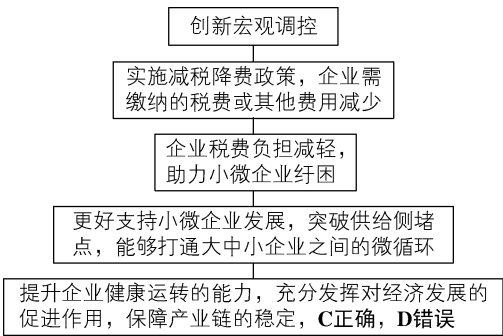 创新宏观调控
实施减税降费政策，企业需
缴纳的税费或其他费用减少
企业税费负担减轻，
助力小微企业纾困
更好支持小微企业发展，突破供给侧堵
点，能够打通大中小企业之间的微循环
提升企业健康运转的能力，充分发挥对经济发展的
促进作用，保障产业链的稳定，C正确，D错误